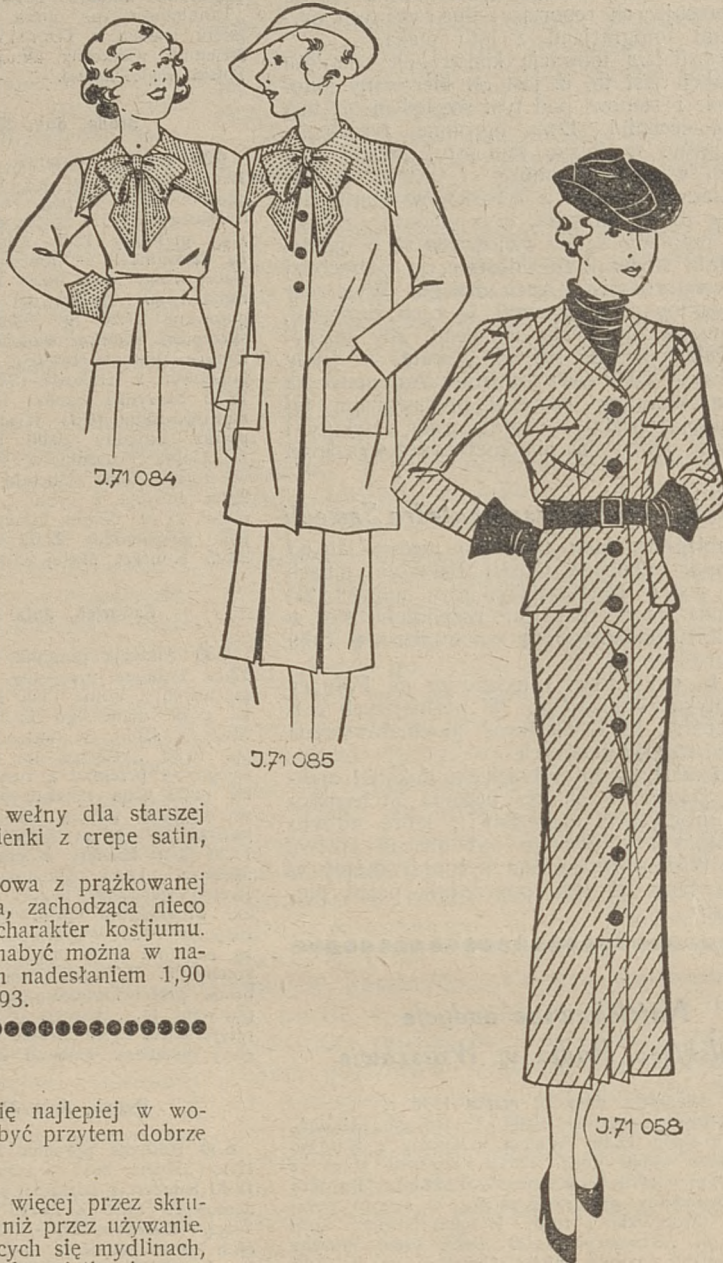 J.71 084
J.71 085
wełny dla starszej
ienki z crepe satin,
owa z prążkowanej
a, zachodząca nieco
charakter kostjumu.
nabyć można w na-
n nadesłaniem 1,90
93.
ię najlepiej w wo-
być przytem dobrze
więcej przez skru-
niż przez używanie.
cych się mydlinach,
J.71 058